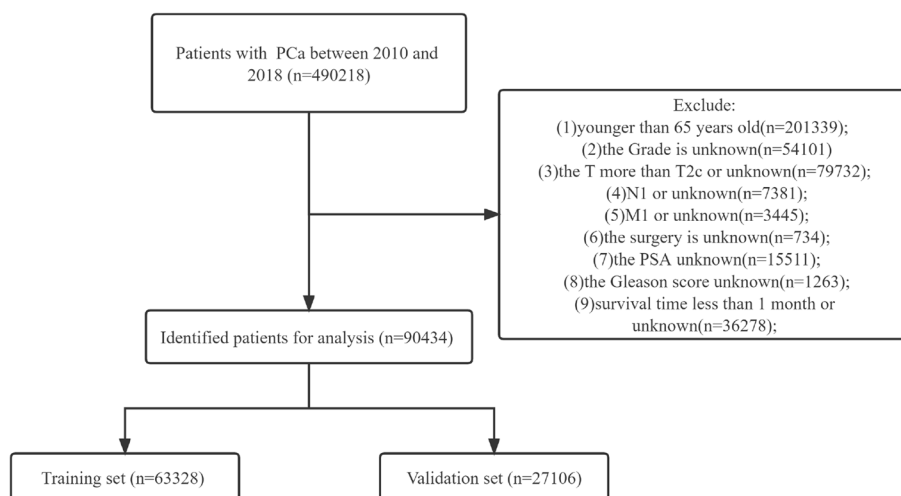 Patients with PCa between 2010 and
2018 (n=490218)
Exclude:
(1)younger than 65 years old(n=201339);
(2)the Grade is unknown(n=54101)
(3)the T more than T2c or unknown(n=79732);
(4)N1 or unknown(n=7381);
(5)M1 or unknown(n=3445);
(6)the surgery is unknown(n=734);
(7)the PSA unknown(n=15511);
(8)the Gleason score unknown(n=1263);
(9)survival time less than 1 month or
unknown(n=36278);
Identified patients for analysis (n=90434)
Training set (n=63328)
Validation set (n=27106)